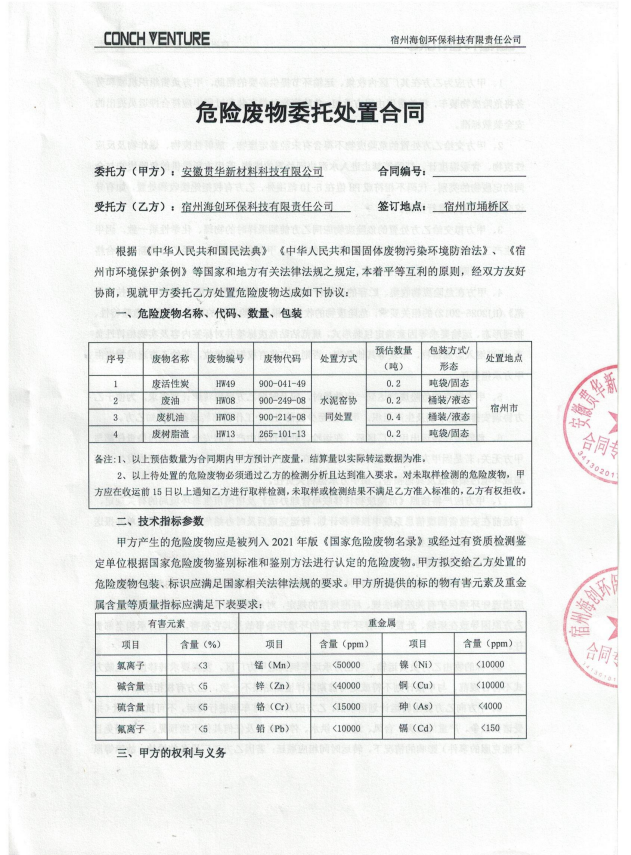 CONCH VENTURE 宿州海创环保科技有限责任公司
危险废物委托处置合同
委托方（甲方）：安徽贯华新材料科技有限公司 合同编号：
受托方（乙方）：宿州海创环保科技有限责任公司 签订地点： 宿州市埇桥区
根据 《中华人民共和国民法典》 《中华人民共和国固体废物污染环境防治法》、 《宿
州市环境保护条例》等国家和地方有关法律法规之规定,本着平等互利的原则，经双方友好
协商，现就甲方委托乙方处置危险废物达成如下协议：
一、危险废物名称、代码、数量、包装
序号 废物名称 废物编号 废物代码 处置方式 预估数量（吨） 包装方式/形态 处置地点
1 废活性炭 HW49 900-041-49 水泥窑协同处置 0.2 吨袋/固态 宿州市
2 废油 HW08 900-249-08 0.2 桶装/液态
3 废机油 HW08 900-214-08 0.4 桶装/液态
4 废树脂渣 HW13 265-101-13 0.2 吨袋/固态
备注:1、以上预估数量为合同期内甲方预计产废量，结算量以实际转运数据为准。
2、以上待处置的危险废物必须通过乙方的检测分析且达到准入要求。对未取样检测的危险废物，甲
方应在收运前 15 日以上通知乙方进行取样检测,未取样或检测结果不满足乙方准入标准的,乙方有权拒收。
二、技术指标参数
甲方产生的危险废物应是被列入 2021 年版《国家危险废物名录》或经过有资质检测鉴
定单位根据国家危险废物鉴别标准和鉴别方法进行认定的危险废物。甲方拟交给乙方处置的
危险废物包装、标识应满足国家相关法律法规的要求。甲方所提供的标的物有害元素及重金
属含量等质量指标应满足下表要求：
有害元素 重金属
项目 含量（%） 项目 含量（ppm） 项目 含量（ppm）
氯离子 <3 锰（Mn） <50000 镍（Ni） <10000
碱含量 <5 锌（Zn） <40000 铜（Cu） <10000
硫含量 <5 铬（Cr） <15000 砷（As） <4000
氟离子 <5 铅（Pb） <10000 镉（Cd） <150
三、甲方的权利与义务
安徽贯华新
合同专
宿州海创环保
合同专